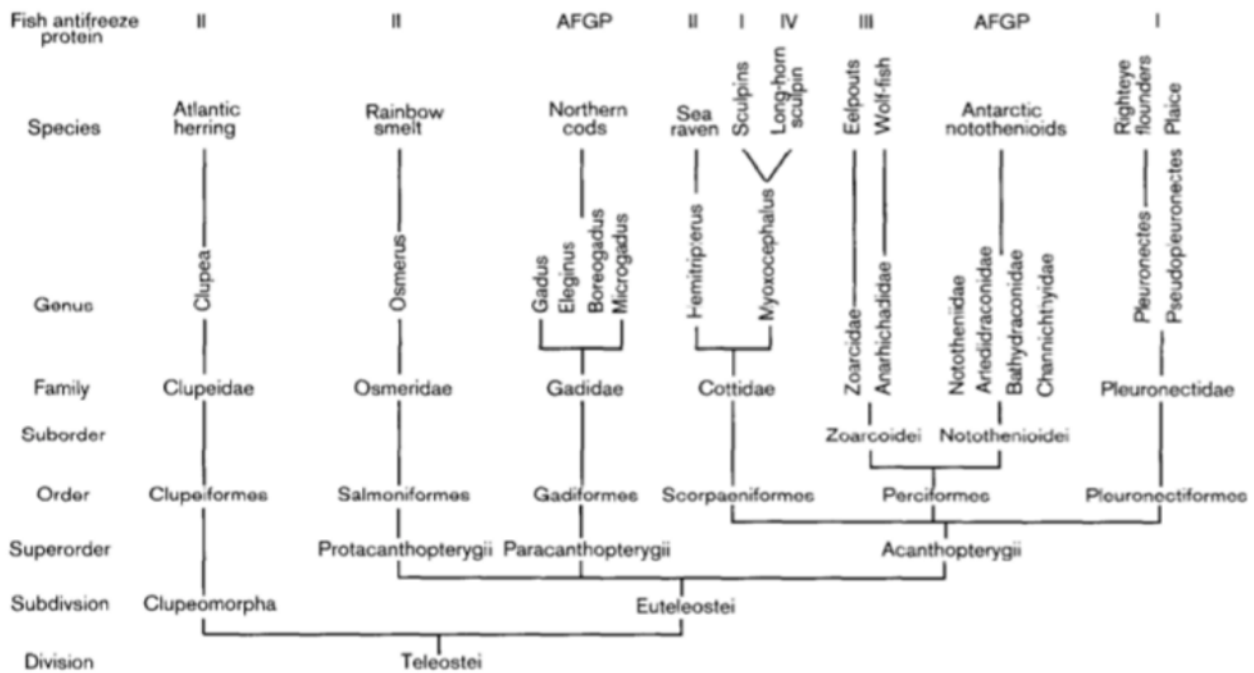 Fish antifreeze protein II II AFGP II I IV III AFGP I
Species Atlantic herring Rainbow smelt Northern cods Sea raven Sculpins Long-horn sculpin Eelpouts Wolf-fish Antarctic notothenioids Righteye flounders Plaice
Genus Clupea Osmerus Gadus Eleginus Boreogadus Microgadus Hemitripterus Myoxocephalus Pleuronectes Pseudopleuronectes
Family Clupeidae Osmeridae Gadidae Cottidae Zoarcidae Anarhichadidae Nototheniidae Artedidraconidae Bathydraconidae Channichthyidae Pleuronectidae
Suborder Zoarcoidei Notothenioidei
Order Clupeiformes Salmoniformes Gadiformes Scorpaeniformes Perciformes Pleuronectiformes
Superorder Protacanthopterygii Paracanthopterygii Acanthopterygii
Subdivsion Clupeomorpha Euteleostei
Division Teleostei